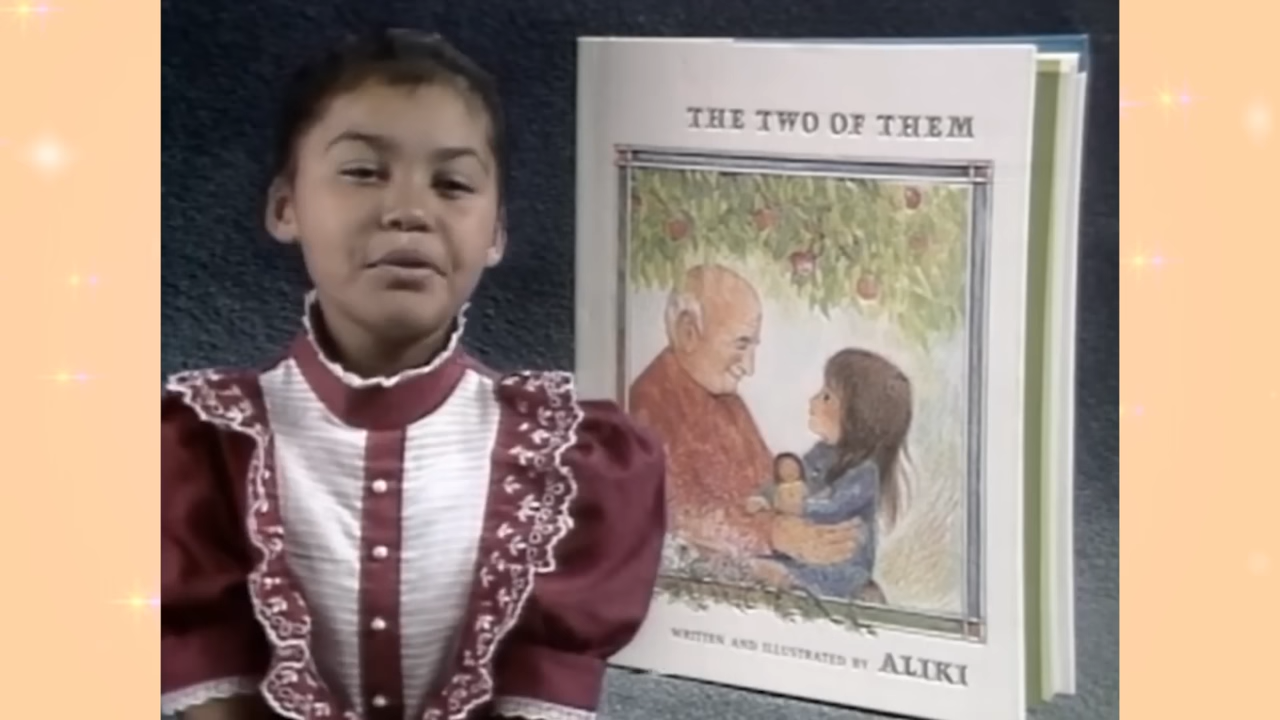 THE TWO OF THEM
WRITTEN AND ILLUSTRATED BY ALIKI